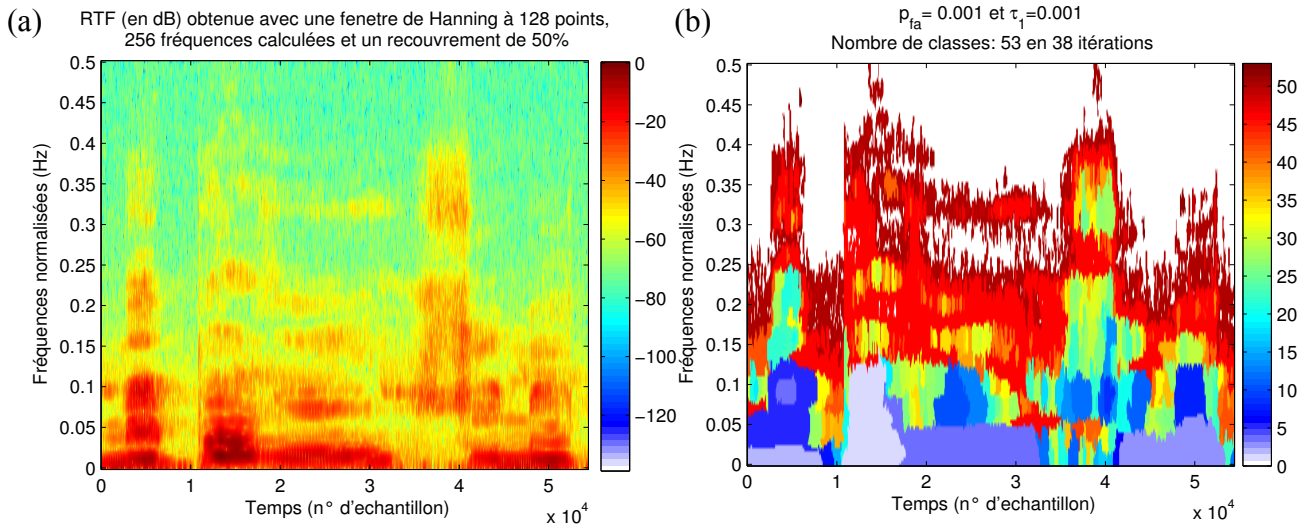 (a)
RTF (en dB) obtenue avec une fenetre de Hanning à 128 points,
256 fréquences calculées et un recouvrement de 50%
Fréquences normalisées (Hz)
0.5
0.45
0.4
0.35
0.3
0.25
0.2
0.15
0.1
0.05
0
0 1 2 3 4 5
x 10⁴
Temps (n° d'echantillon)
0
−20
−40
−60
−80
−100
−120
(b)
p_fa= 0.001 et τ_1=0.001
Nombre de classes: 53 en 38 itérations
Fréquences normalisées (Hz)
0.5
0.45
0.4
0.35
0.3
0.25
0.2
0.15
0.1
0.05
0
0 1 2 3 4 5
x 10⁴
Temps (n° d'echantillon)
50
45
40
35
30
25
20
15
10
5
0